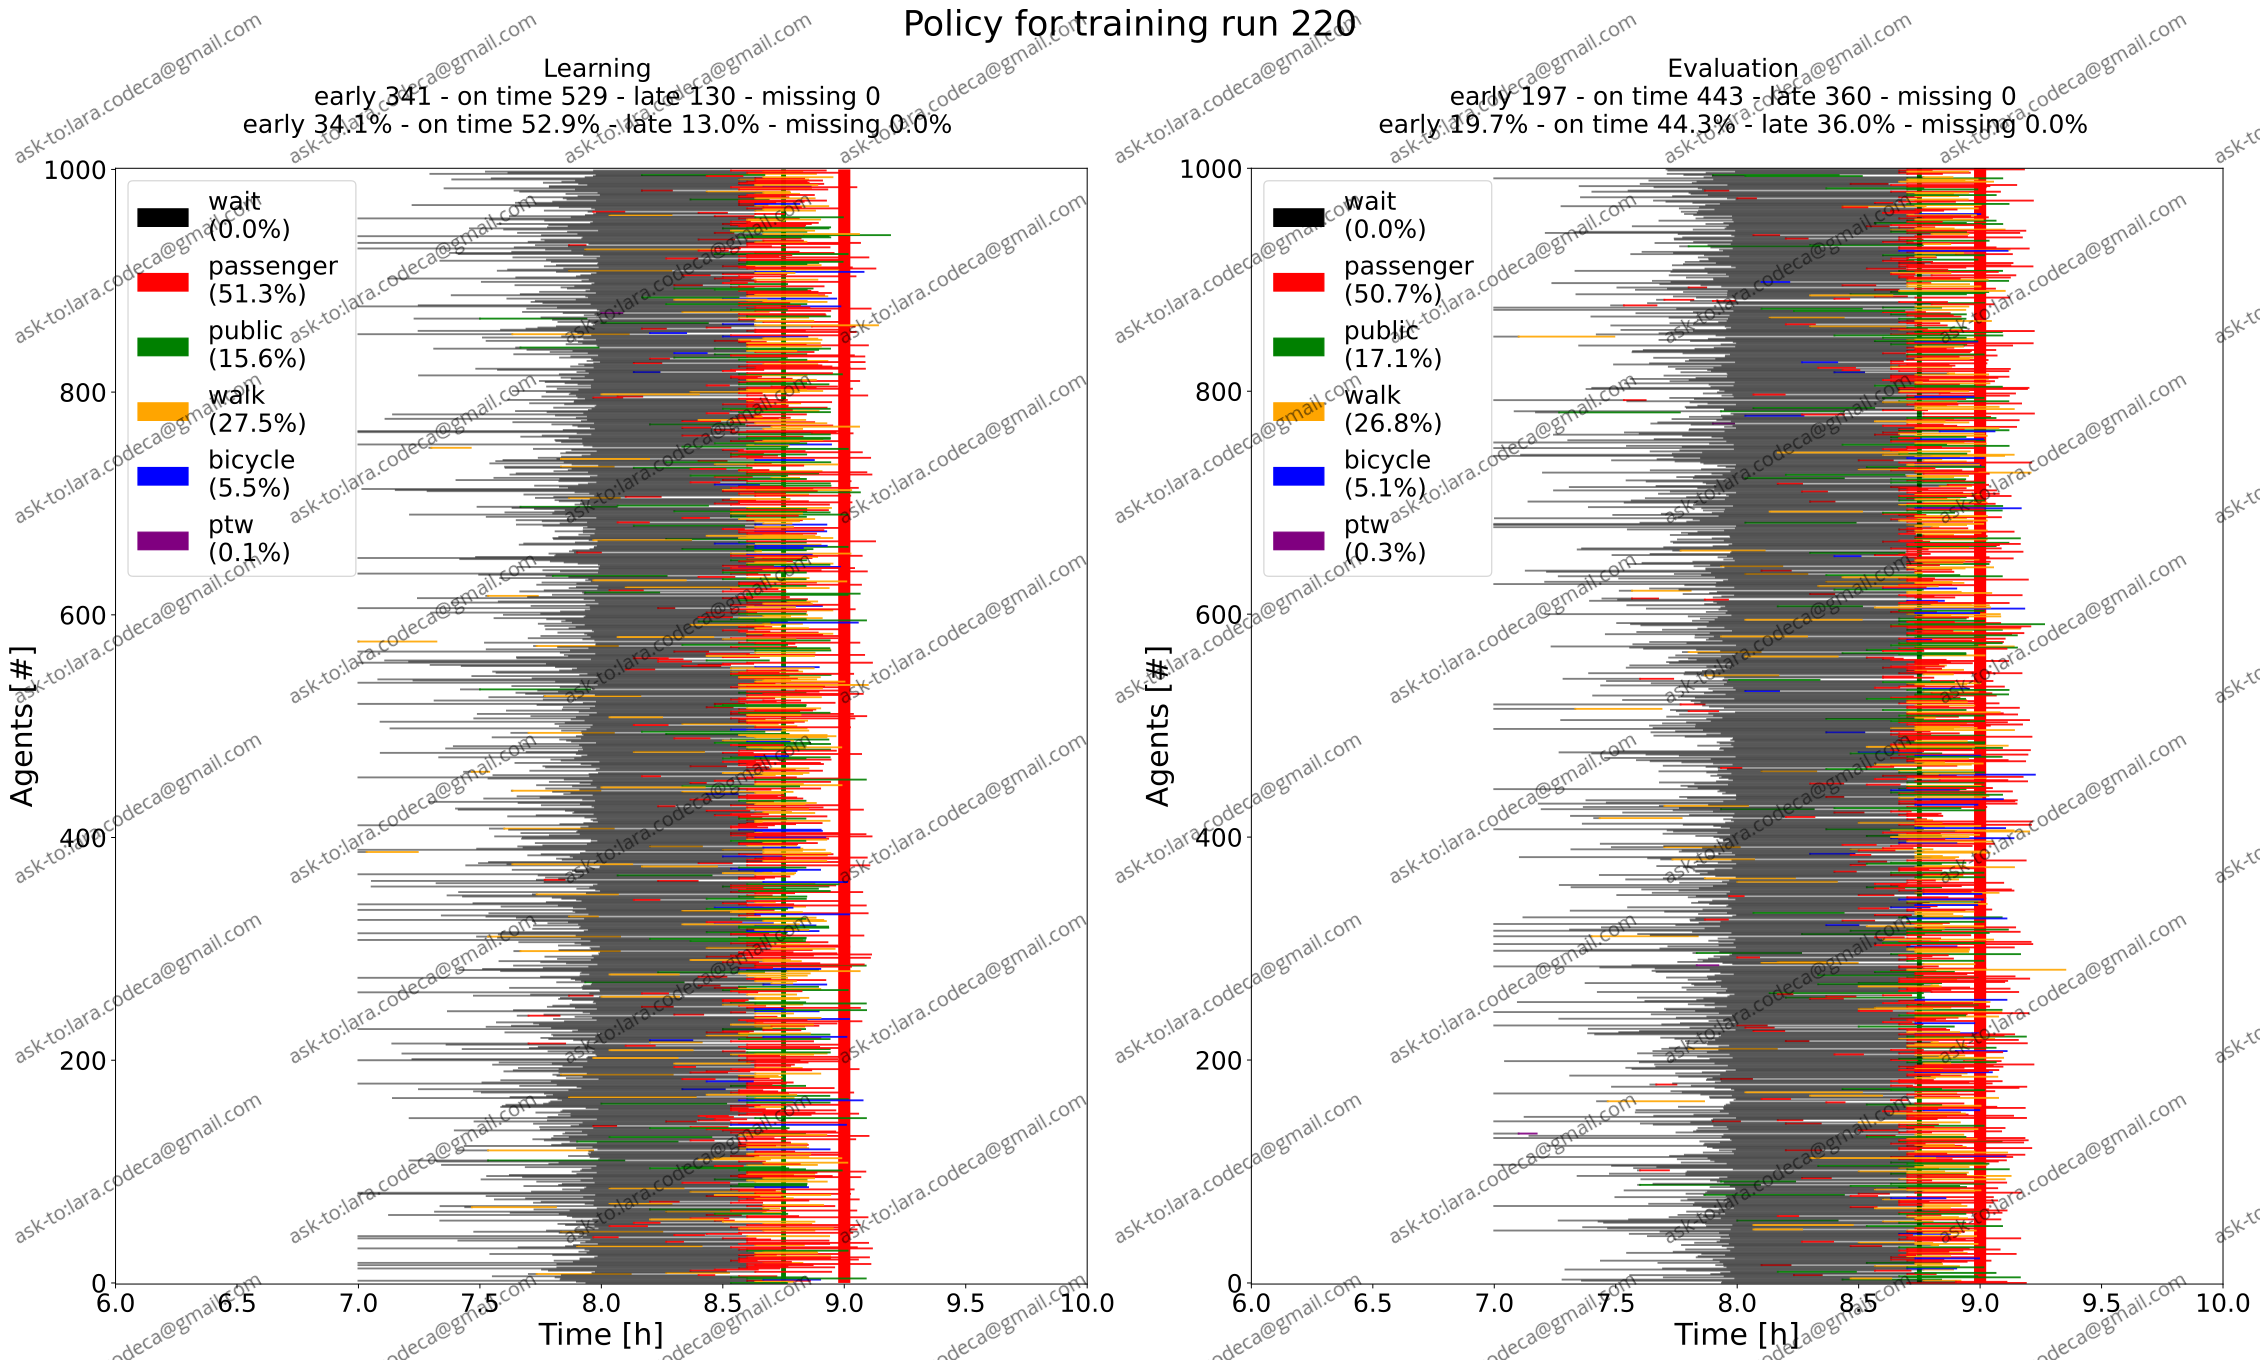 Policy for training run 220
Learning
early 341 - on time 529 - late 130 - missing 0
early 34.1% - on time 52.9% - late 13.0% - missing 0.0%
1000
800
600
400
200
0
Agents [#]
wait
(0.0%)
passenger
(51.3%)
public
(15.6%)
walk
(27.5%)
bicycle
(5.5%)
ptw
(0.1%)
6.0 6.5 7.0 7.5 8.0 8.5 9.0 9.5 10.0
Time [h]
Evaluation
early 197 - on time 443 - late 360 - missing 0
early 19.7% - on time 44.3% - late 36.0% - missing 0.0%
1000
800
600
400
200
0
Agents [#]
wait
(0.0%)
passenger
(50.7%)
public
(17.1%)
walk
(26.8%)
bicycle
(5.1%)
ptw
(0.3%)
6.0 6.5 7.0 7.5 8.0 8.5 9.0 9.5 10.0
Time [h]
ask-to:lara.codeca@gmail.com